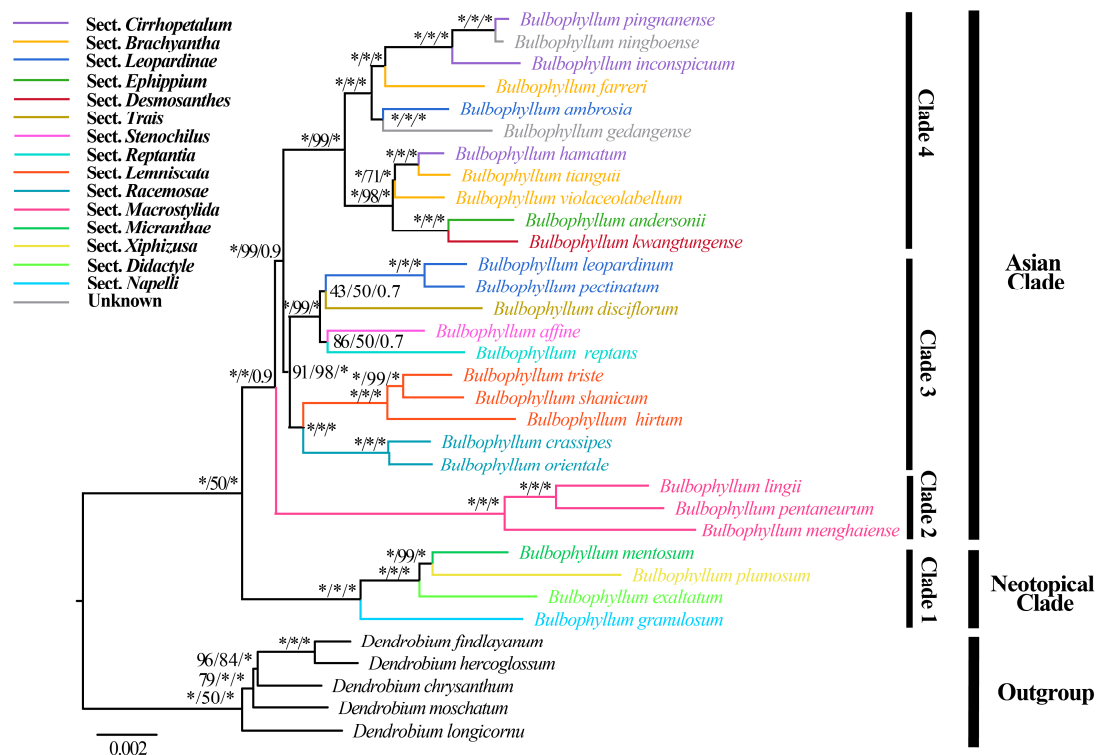 Sect. Cirrhopetalum
Sect. Brachyantha
Sect. Leopardinae
Sect. Ephippium
Sect. Desmosanthes
Sect. Trais
Sect. Stenochilus
Sect. Reptantia
Sect. Lemniscata
Sect. Racemosae
Sect. Macrostylida
Sect. Micranthae
Sect. Xiphizusa
Sect. Didactyle
Sect. Napelli
Unknown
*/*/*
Bulbophyllum pingnanense
*/*/*
Bulbophyllum ningboense
*/*/*
Bulbophyllum inconspicuum
*/*/*
Bulbophyllum farreri
Bulbophyllum ambrosia
*/*/*
Bulbophyllum gedangense
*/99/*
*/*/*
Bulbophyllum hamatum
*/71/*
Bulbophyllum tianguii
*/98/*
Bulbophyllum violaceolabellum
*/*/*
Bulbophyllum andersonii
Bulbophyllum kwangtungense
*/99/0.9
*/*/*
Bulbophyllum leopardinum
Bulbophyllum pectinatum
43/50/0.7
*/99/*
Bulbophyllum disciflorum
Bulbophyllum affine
86/50/0.7
Bulbophyllum reptans
91/98/*
*/*/0.9
*/99/*
Bulbophyllum triste
*/*/*
Bulbophyllum shanicum
Bulbophyllum hirtum
*/*/*
*/*/*
Bulbophyllum crassipes
Bulbophyllum orientale
*/50/*
*/*/*
Bulbophyllum lingii
*/*/*
Bulbophyllum pentaneurum
Bulbophyllum menghaiense
*/99/*
Bulbophyllum mentosum
*/*/*
Bulbophyllum plumosum
*/*/*
Bulbophyllum exaltatum
Bulbophyllum granulosum
*/*/*
Dendrobium findlayanum
96/84/*
Dendrobium hercoglossum
79/*/*
Dendrobium chrysanthum
*/50/*
Dendrobium moschatum
Dendrobium longicornu
0.002
Clade 4
Clade 3
Clade 2
Clade 1
Asian
Clade
Neotopical
Clade
Outgroup